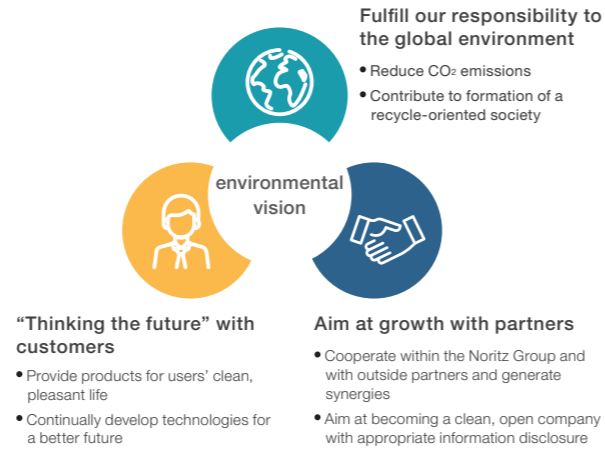 Fulfill our responsibility to
the global environment
• Reduce CO₂ emissions
• Contribute to formation of a
recycle-oriented society
environmental
vision
“Thinking the future” with
customers
• Provide products for users’ clean,
pleasant life
• Continually develop technologies for
a better future
Aim at growth with partners
• Cooperate within the Noritz Group and
with outside partners and generate
synergies
• Aim at becoming a clean, open company
with appropriate information disclosure